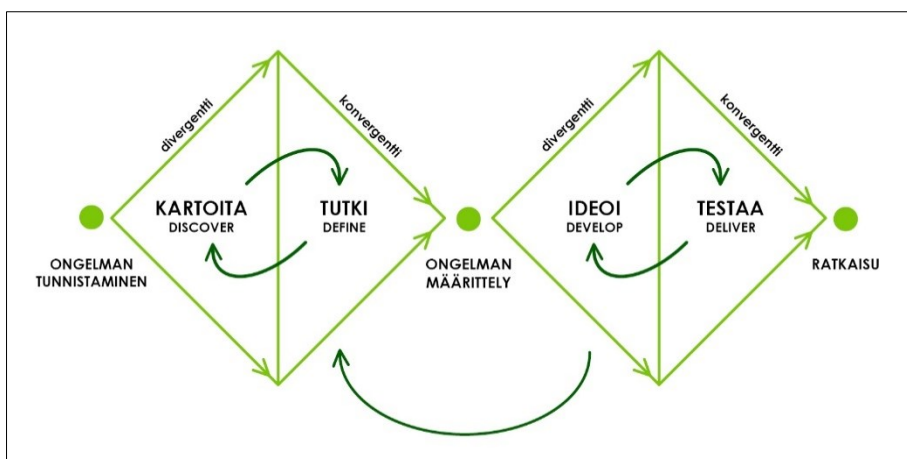 divergentti
konvergentti
divergentti
konvergentti
KARTOITA
DISCOVER
TUTKI
DEFINE
IDEOI
DEVELOP
TESTAA
DELIVER
ONGELMAN
TUNNISTAMINEN
ONGELMAN
MÄÄRITTELY
RATKAISU